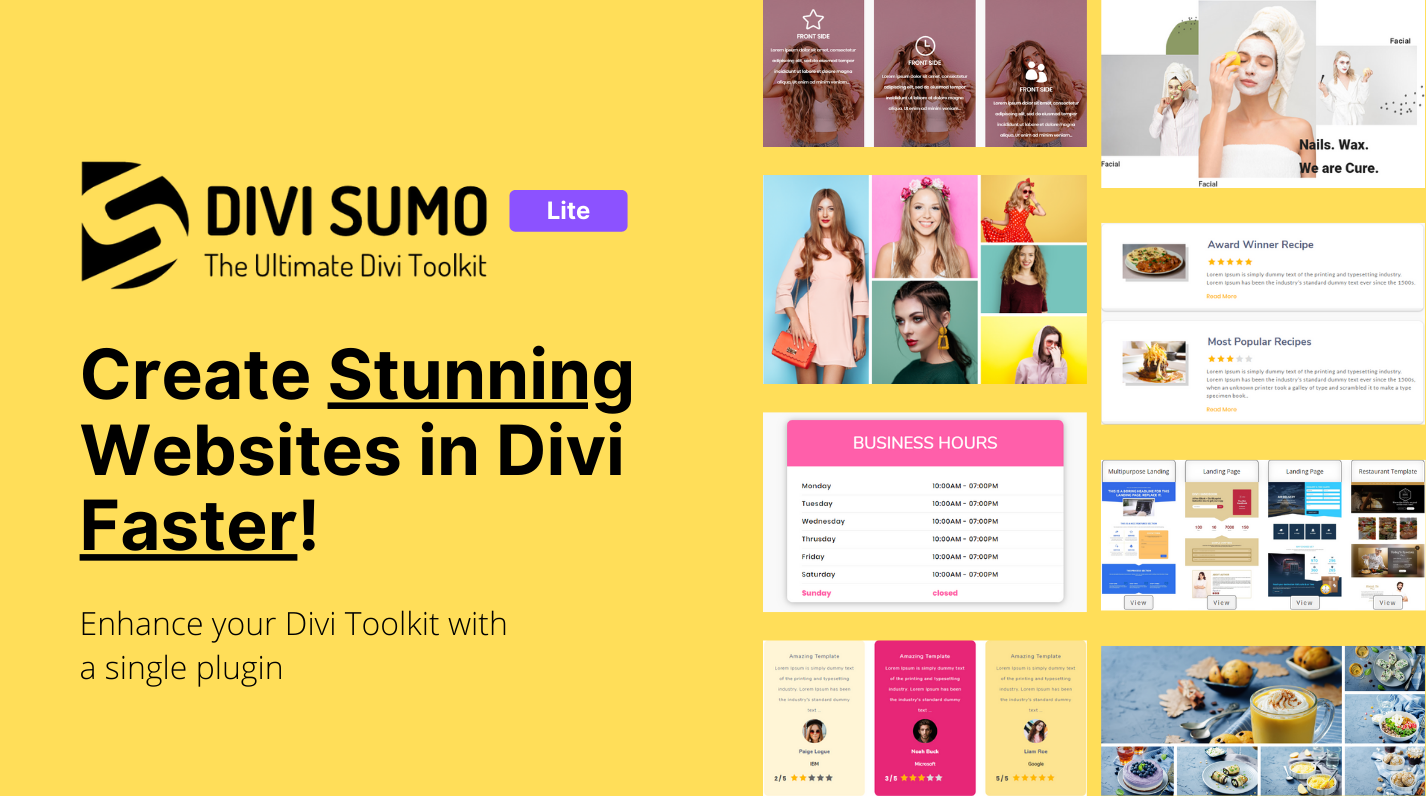 DIVI SUMO
Lite
The Ultimate Divi Toolkit
Create Stunning
Websites in Divi
Faster!
Enhance your Divi Toolkit with
a single plugin
FRONT SIDE
Lorem ipsum dolor sit amet, consectetur
adipiscing elit, sed do eiusmod tempor
incididunt ut labore et dolore magna
aliqua. Ut enim ad minim veniam...
FRONT SIDE
Lorem ipsum dolor sit amet, consectetur
adipiscing elit, sed do eiusmod tempor
incididunt ut labore et dolore magna
aliqua. Ut enim ad minim veniam...
FRONT SIDE
Lorem ipsum dolor sit amet, consectetur
adipiscing elit, sed do eiusmod tempor
incididunt ut labore et dolore magna
aliqua. Ut enim ad minim veniam...
BUSINESS HOURS
Monday 10:00AM - 07:00PM
Tuesday 10:00AM - 07:00PM
Wednesday 10:00AM - 07:00PM
Thrusday 10:00AM - 07:00PM
Friday 10:00AM - 07:00PM
Saturday 10:00AM - 07:00PM
Sunday closed
Amazing Template
Lorem Ipsum is simply dummy text
of the printing and typesetting
industry. Lorem Ipsum has been
the industry's standard dummy
text ...
Paige Logue
IBM
2/5
Amazing Template
Lorem Ipsum is simply dummy text
of the printing and typesetting
industry. Lorem Ipsum has been
the industry's standard dummy
text ...
Noah Buck
Microsoft
3/5
Amazing Template
Lorem Ipsum is simply dummy text
of the printing and typesetting
industry. Lorem Ipsum has been
the industry's standard dummy
text ...
Liam Roe
Google
5/5
Facial
Nails. Wax.
We are Cure.
Facial
Facial
Award Winner Recipe
Lorem Ipsum is simply dummy text of the printing and typesetting industry.
Lorem Ipsum has been the industry's standard dummy text ever since the 1500s.
Read More
Most Popular Recipes
Lorem Ipsum is simply dummy text of the printing and typesetting industry.
Lorem Ipsum has been the industry's standard dummy text ever since the 1500s,
when an unknown printer took a galley of type and scrambled it to make a type
specimen book..
Read More
Multipurpose Landing
Landing Page
Landing Page
Restaurant Template
View
View
View
View